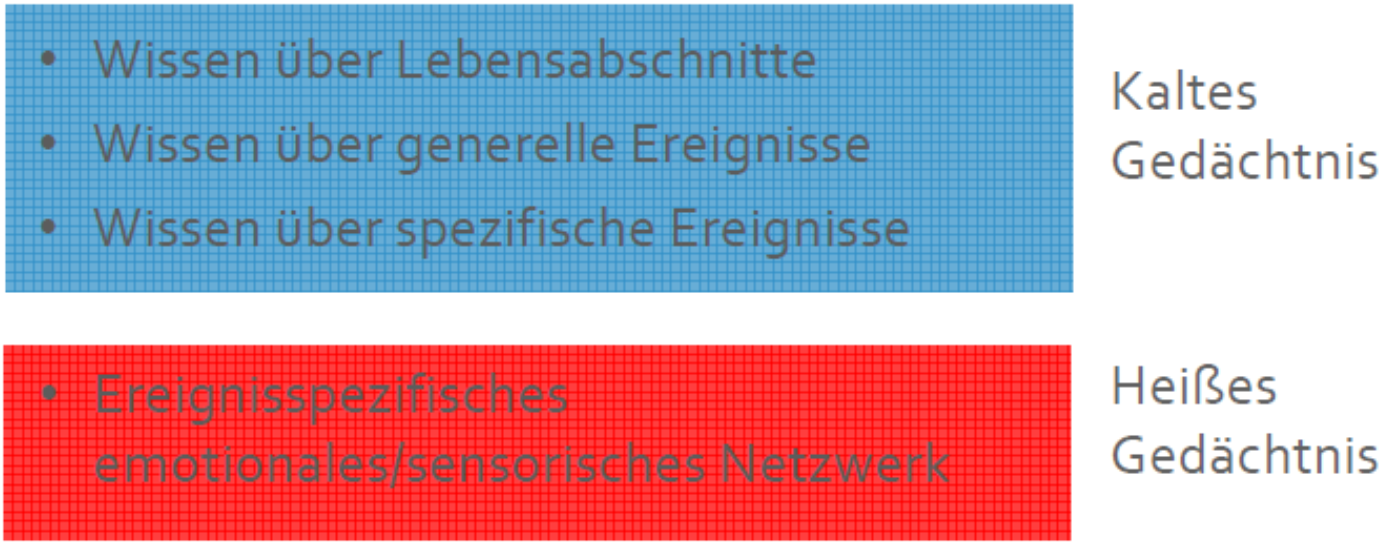 • Wissen über Lebensabschnitte
• Wissen über generelle Ereignisse
• Wissen über spezifische Ereignisse
Kaltes
Gedächtnis
• Ereignisspezifisches
emotionales/sensorisches Netzwerk
Heißes
Gedächtnis